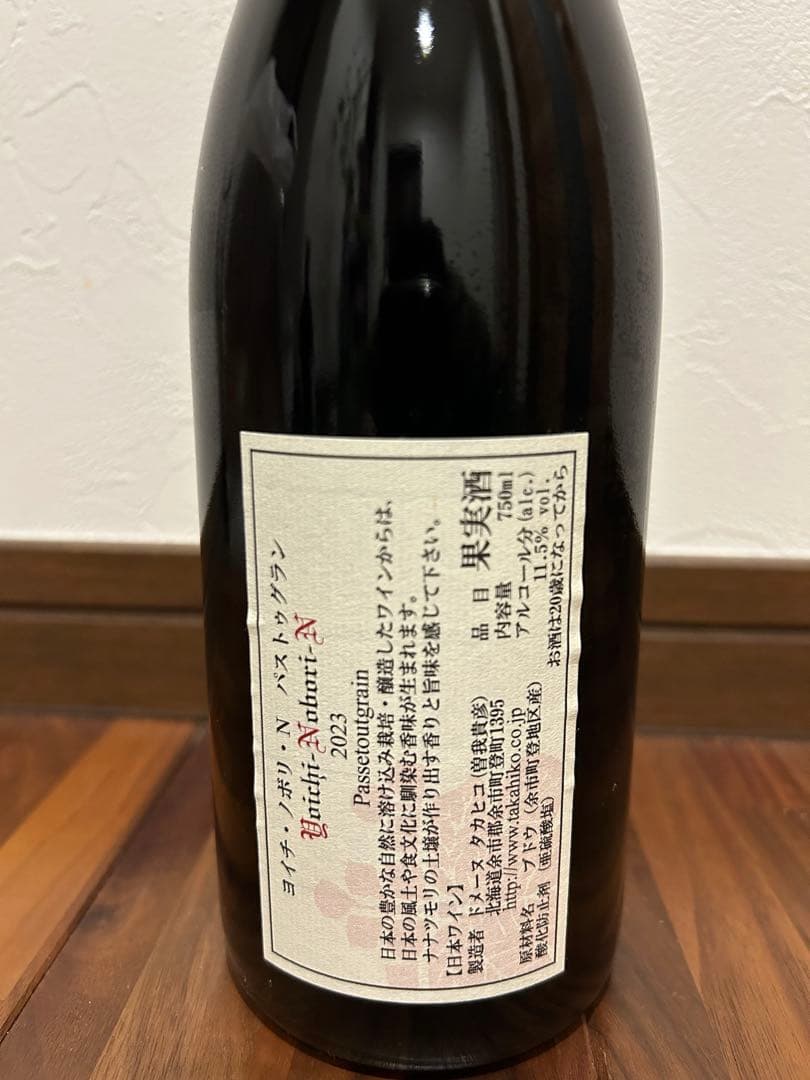 ヨイチ・ノボリ・N パストゥグラン
Yoichi-Nobori-N
2023
Passetoutgrain
日本の豊かな自然に溶け込み栽培・醸造したワインからは、
日本の風土や食文化に馴染む香味が生まれます。
ナナツモリの土壌が作り出す香りと旨味を感じて下さい。
【日本ワイン】
製造者 ドメーヌ タカヒコ(曽我貴彦)
北海道余市郡余市町登町1395
http://www.takahiko.co.jp
原材料名 ブドウ（余市町登地区産）
酸化防止剤（亜硫酸塩）
品目 果実酒
内容量 750ml
アルコール分(alc.)
11.5% vol.
お酒は20歳になってから